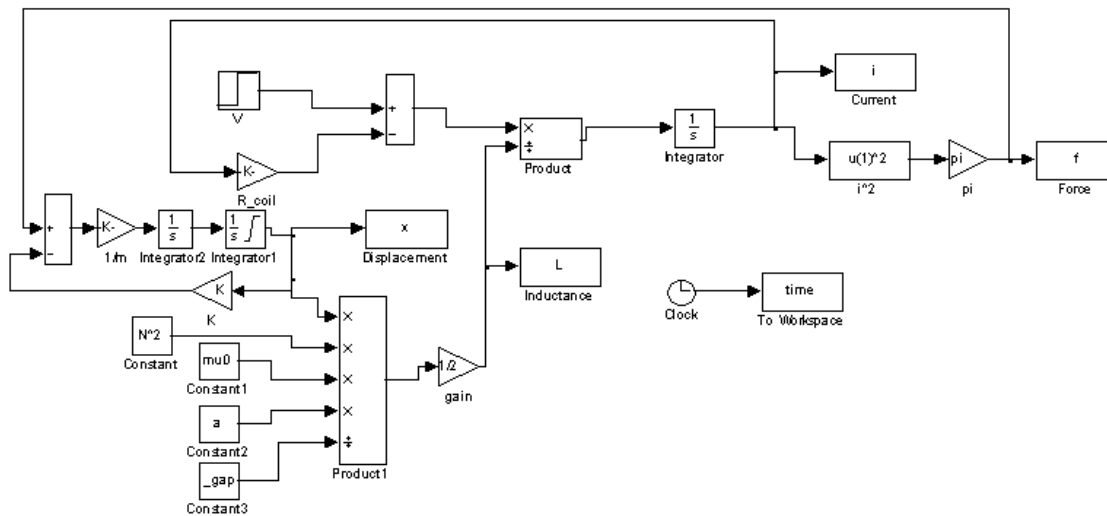 i
Current
+
−
V
×
÷
Product
1
s
Integrator
u(1)^2
i^2
pi
pi
f
Force
K-
R_coil
+
−
K-
1/m
1
s
Integrator2
1
s
Integrator1
x
Displacement
L
Inductance
time
To Workspace
Clock
K
K
N^2
Constant
mu0
Constant1
a
Constant2
_gap
Constant3
×
×
×
×
÷
Product1
1/2
gain